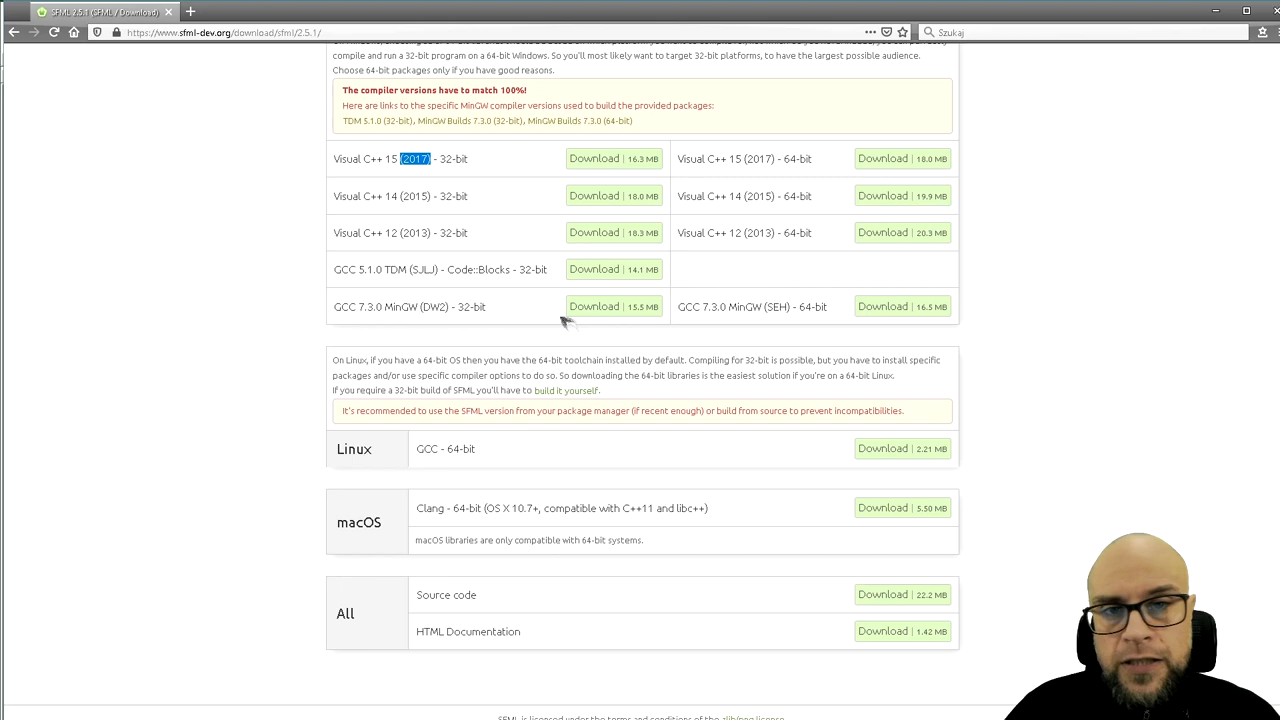 SFML 2.5.1 (SFML / Download)
https://www.sfml-dev.org/download/sfml/2.5.1/
Szukaj
compile and run a 32-bit program on a 64-bit Windows. So you'll most likely want to target 32-bit platforms, to have the largest possible audience.
Choose 64-bit packages only if you have good reasons.
The compiler versions have to match 100%!
Here are links to the specific MinGW compiler versions used to build the provided packages:
TDM 5.1.0 (32-bit), MinGW Builds 7.3.0 (32-bit), MinGW Builds 7.3.0 (64-bit)
Visual C++ 15 (2017) - 32-bit Download | 16.3 MB Visual C++ 15 (2017) - 64-bit Download | 18.0 MB
Visual C++ 14 (2015) - 32-bit Download | 18.0 MB Visual C++ 14 (2015) - 64-bit Download | 19.9 MB
Visual C++ 12 (2013) - 32-bit Download | 18.3 MB Visual C++ 12 (2013) - 64-bit Download | 20.3 MB
GCC 5.1.0 TDM (SJLJ) - Code::Blocks - 32-bit Download | 14.1 MB
GCC 7.3.0 MinGW (DW2) - 32-bit Download | 15.5 MB GCC 7.3.0 MinGW (SEH) - 64-bit Download | 16.5 MB
On Linux, if you have a 64-bit OS then you have the 64-bit toolchain installed by default. Compiling for 32-bit is possible, but you have to install specific
packages and/or use specific compiler options to do so. So downloading the 64-bit libraries is the easiest solution if you're on a 64-bit Linux.
If you require a 32-bit build of SFML you'll have to build it yourself.
It's recommended to use the SFML version from your package manager (if recent enough) or build from source to prevent incompatibilities.
Linux GCC - 64-bit Download | 2.21 MB
macOS Clang - 64-bit (OS X 10.7+, compatible with C++11 and libc++) Download | 5.50 MB
macOS libraries are only compatible with 64-bit systems.
All Source code Download | 22.2 MB
HTML Documentation Download | 1.42 MB
SFML is licensed under the terms and conditions of the zlib/png license